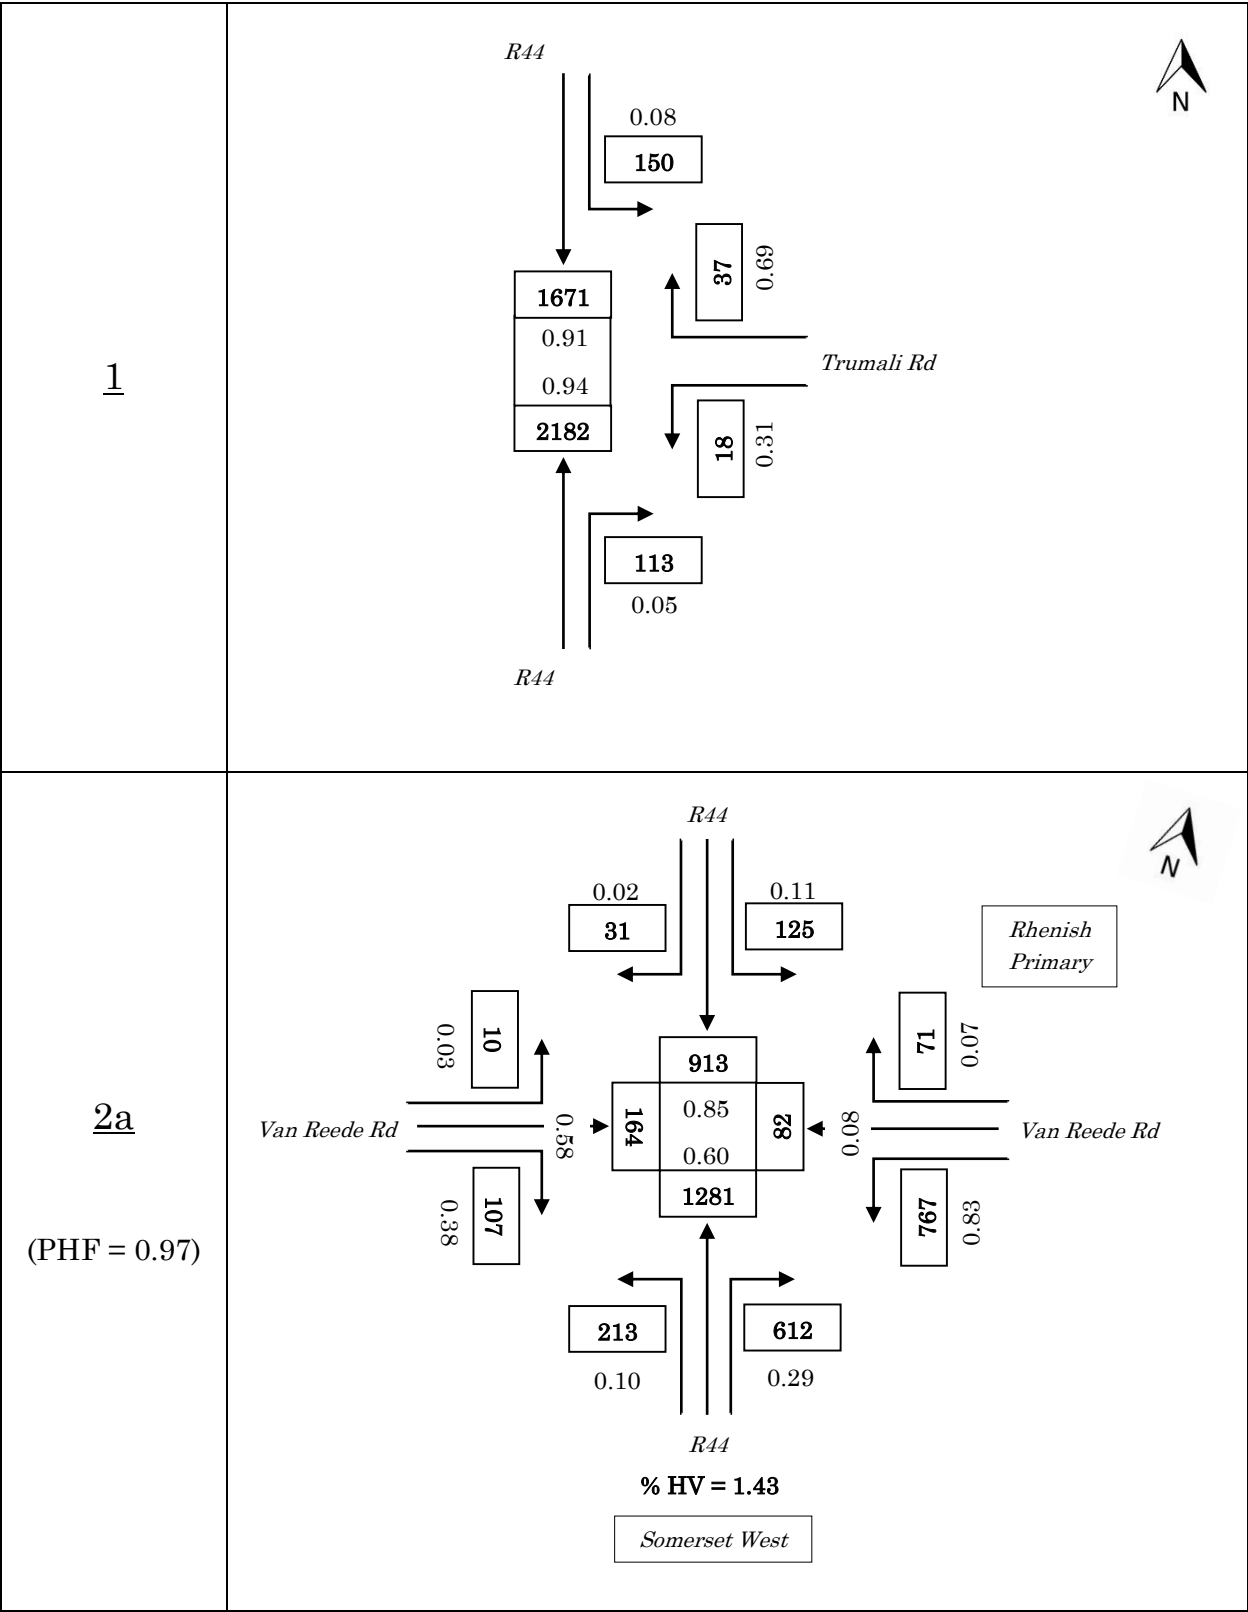 1
R44
N
0.08
150
37
0.69
1671
0.91
0.94
2182
Trumali Rd
18
0.31
113
0.05
R44
2a
(PHF = 0.97)
R44
N
0.02
31
0.11
125
Rhenish
Primary
0.03
10
71
0.07
913
Van Reede Rd
0.58
164
0.85
0.60
82
0.08
Van Reede Rd
1281
0.38
107
767
0.83
213
0.10
612
0.29
R44
% HV = 1.43
Somerset West